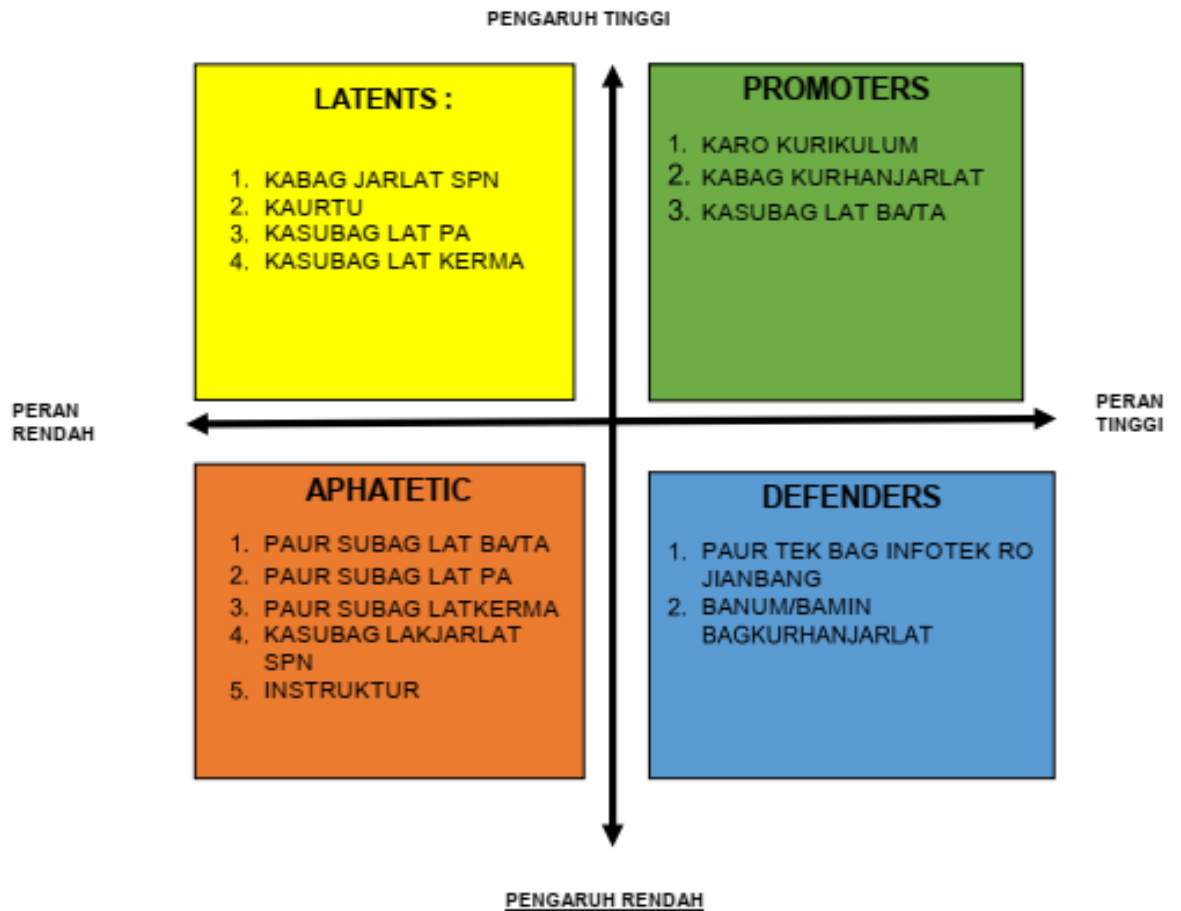 PENGARUH TINGGI
LATENTS :
1. KABAG JARLAT SPN
2. KAURTU
3. KASUBAG LAT PA
4. KASUBAG LAT KERMA
PROMOTERS
1. KARO KURIKULUM
2. KABAG KURHANJARLAT
3. KASUBAG LAT BA/TA
PERAN
RENDAH
PERAN
TINGGI
APHATETIC
1. PAUR SUBAG LAT BA/TA
2. PAUR SUBAG LAT PA
3. PAUR SUBAG LATKERMA
4. KASUBAG LAKJARLAT
SPN
5. INSTRUKTUR
DEFENDERS
1. PAUR TEK BAG INFOTEK RO
JIANBANG
2. BANUM/BAMIN
BAGKURHANJARLAT
PENGARUH RENDAH